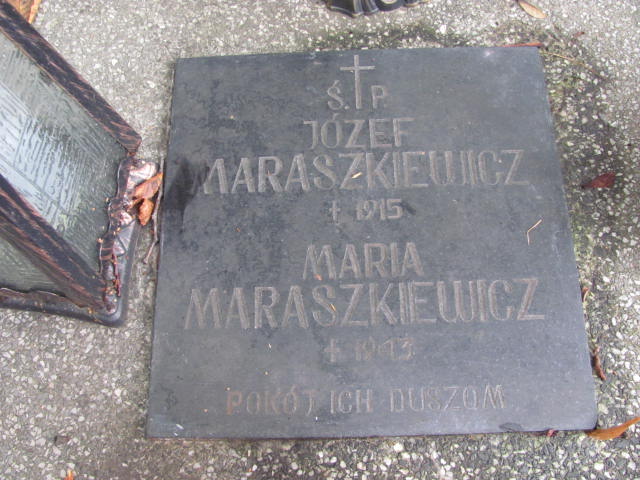 Ś. P.
JÓZEF
MARASZKIEWICZ
† 1915
MARIA
MARASZKIEWICZ
† 1943
POKÓJ ICH DUSZOM